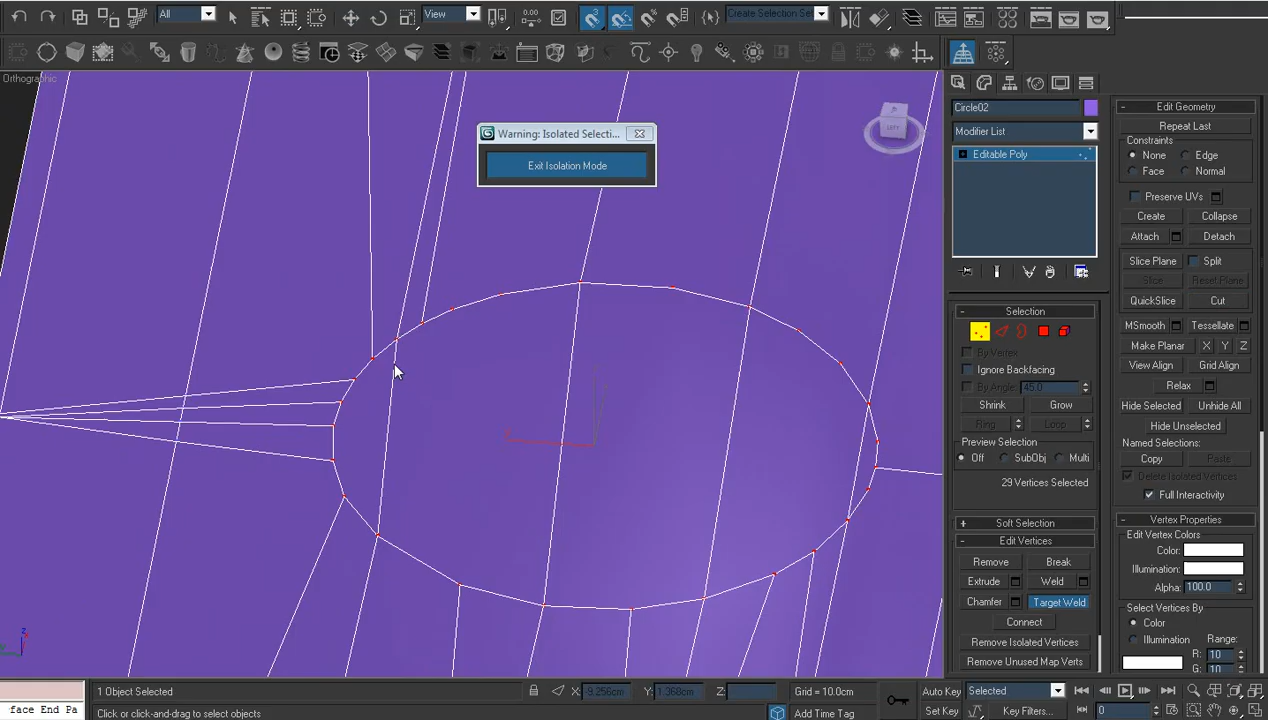 All
View
Create Selection Set
Orthographic
Warning: Isolated Selecti...
Exit Isolation Mode
LEFT
Circle02
Modifier List
Editable Poly
Selection
By Vertex
Ignore Backfacing
By Angle: 45.0
Shrink
Grow
Ring
Loop
Preview Selection
Off
SubObj
Multi
29 Vertices Selected
Soft Selection
Edit Vertices
Remove
Break
Extrude
Weld
Chamfer
Target Weld
Connect
Remove Isolated Vertices
Remove Unused Map Verts
Edit Geometry
Repeat Last
Constraints
None
Edge
Face
Normal
Preserve UVs
Create
Collapse
Attach
Detach
Slice Plane
Split
Slice
Reset Plane
QuickSlice
Cut
MSmooth
Tessellate
Make Planar
X
Y
Z
View Align
Grid Align
Relax
Hide Selected
Unhide All
Hide Unselected
Named Selections:
Copy
Paste
Delete Isolated Vertices
Full Interactivity
Vertex Properties
Edit Vertex Colors
Color:
Illumination:
Alpha: 100.0
Select Vertices By
Color
Illumination
Range:
R: 10
G: 10
z
face End Pa
1 Object Selected
X: -9.256cm
Y: 1.368cm
Z:
Grid = 10.0cm
Click or click-and-drag to select objects
Add Time Tag
Auto Key
Selected
Set Key
Key Filters...
0